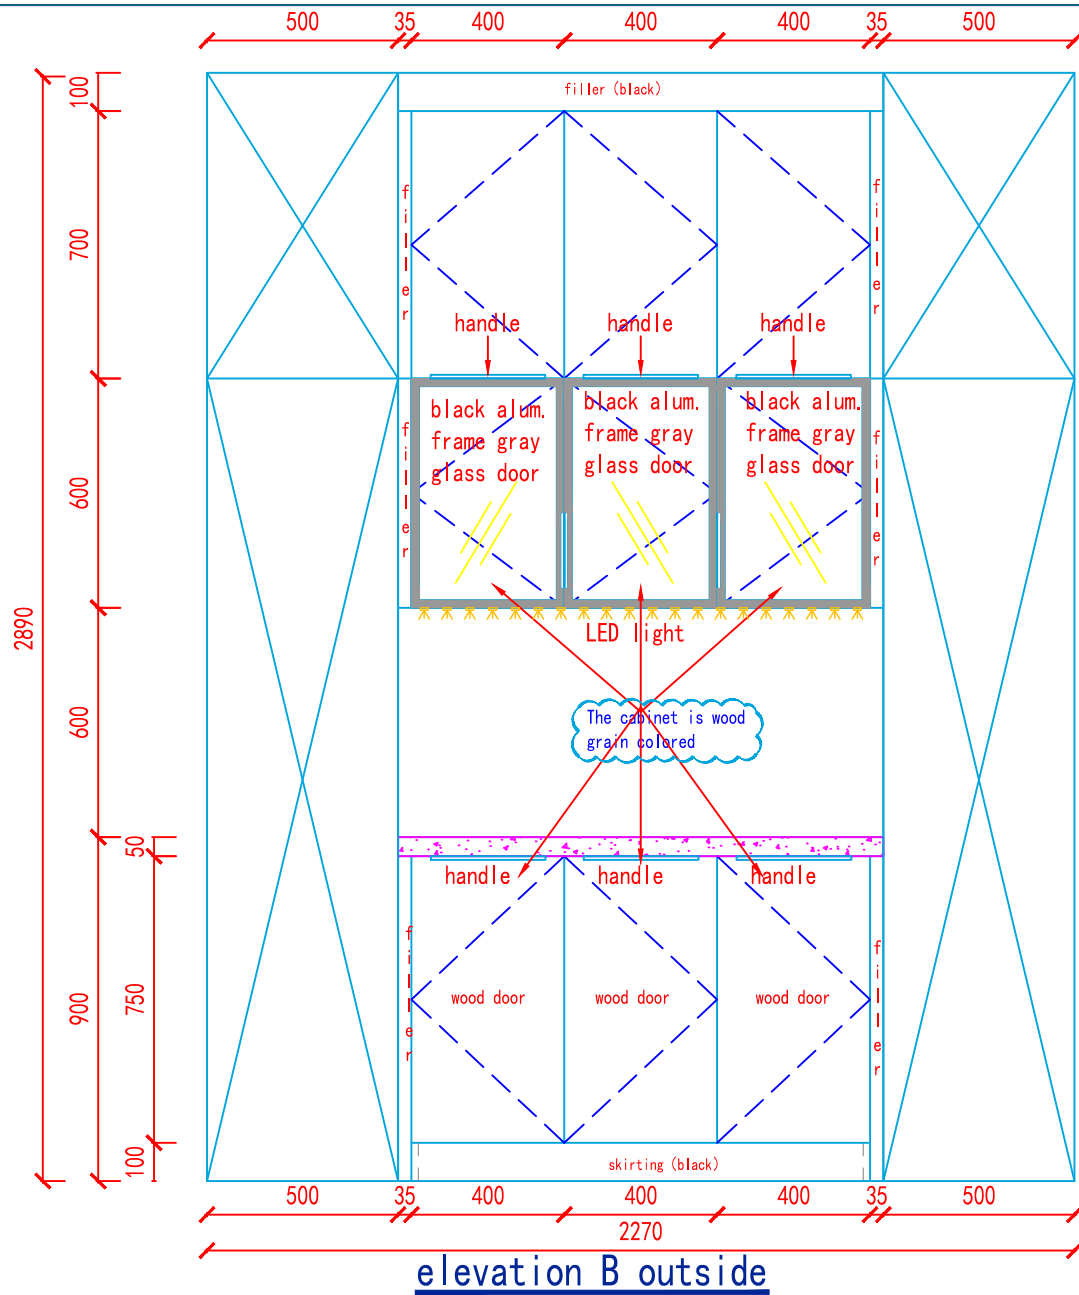 500 35 400 400 400 35 500
100
filler (black)
700
filler
filler
handle handle handle
black alum.
frame gray
glass door
black alum.
frame gray
glass door
black alum.
frame gray
glass door
600
filler
filler
2890
LED light
600
The cabinet is wood
grain colored
50
handle handle handle
900
750
filler
filler
wood door wood door wood door
100
skirting (black)
500 35 400 400 400 35 500
2270
elevation B outside